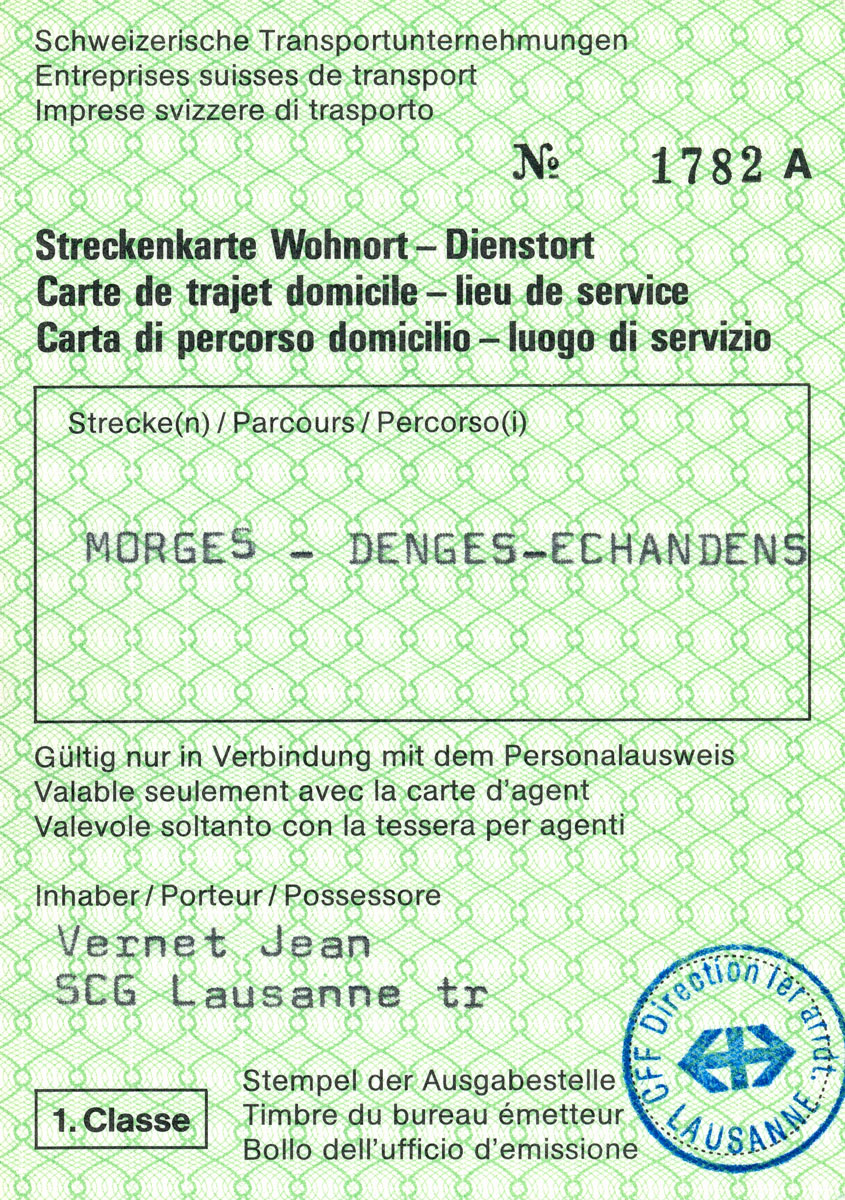 Schweizerische Transportunternehmungen
Entreprises suisses de transport
Imprese svizzere di trasporto
№ 1782 A
Streckenkarte Wohnort – Dienstort
Carte de trajet domicile – lieu de service
Carta di percorso domicilio – luogo di servizio
Strecke(n) / Parcours / Percorso(i)
MORGES - DENGES-ECHANDENS
Gültig nur in Verbindung mit dem Personalausweis
Valable seulement avec la carte d'agent
Valevole soltanto con la tessera per agenti
Inhaber / Porteur / Possessore
Vernet Jean
SCG Lausanne tr
1. Classe
Stempel der Ausgabestelle
Timbre du bureau émetteur
Bollo dell'ufficio d'emissione
CFF Direction Ier arrdt.
LAUSANNE